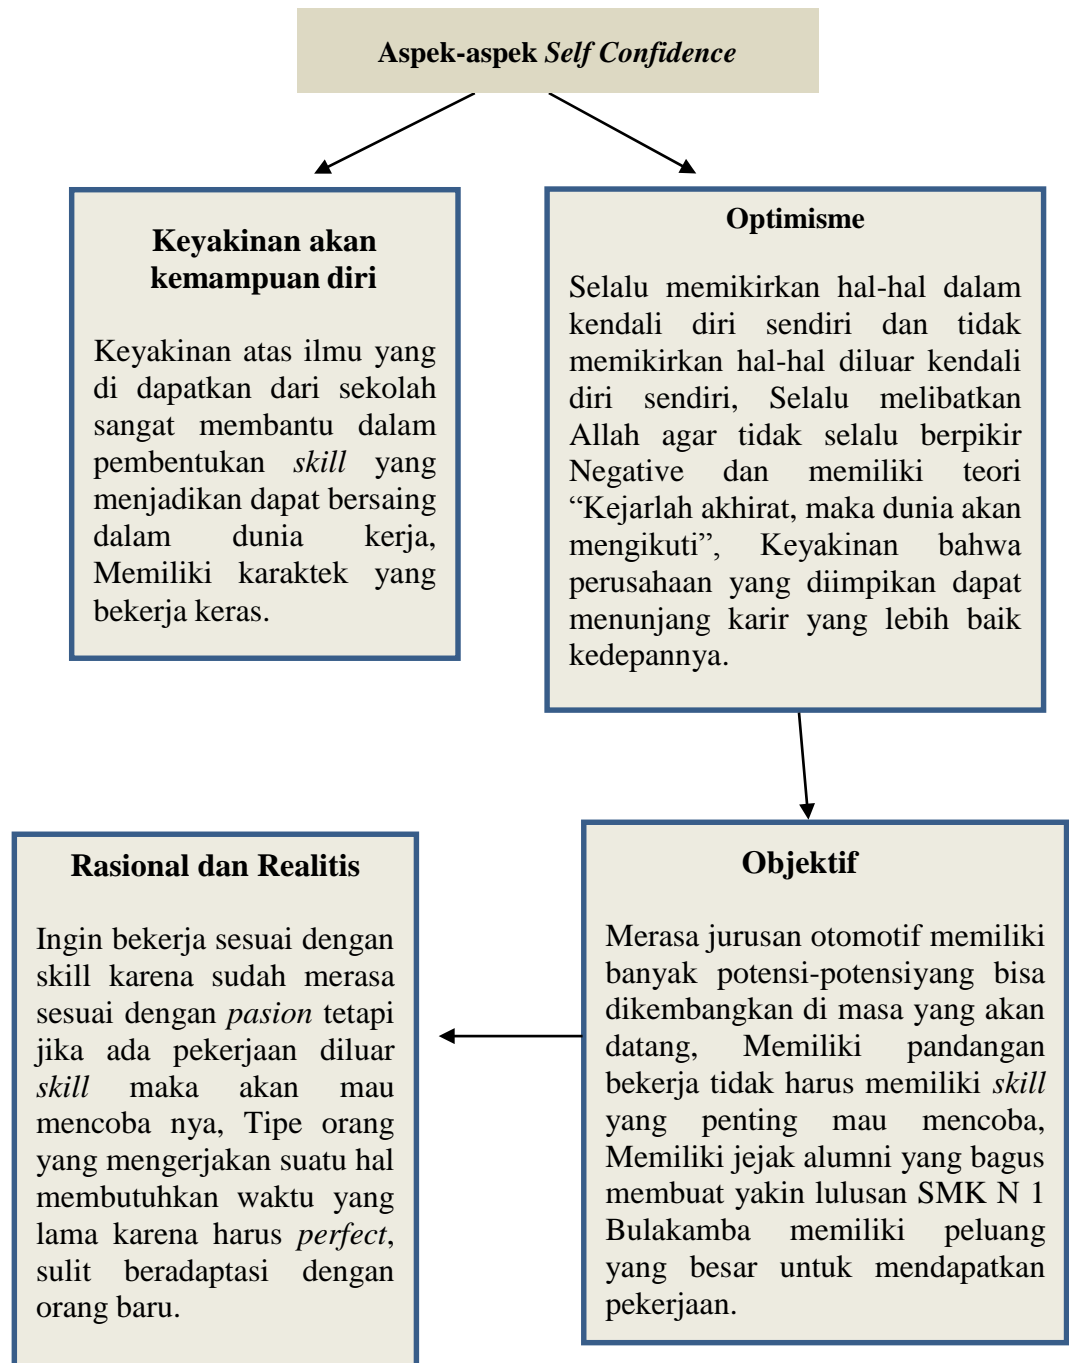 Aspek-aspek Self Confidence
Keyakinan akan
kemampuan diri
Keyakinan atas ilmu yang
di dapatkan dari sekolah
sangat membantu dalam
pembentukan skill yang
menjadikan dapat bersaing
dalam dunia kerja,
Memiliki karaktek yang
bekerja keras.
Optimisme
Selalu memikirkan hal-hal dalam
kendali diri sendiri dan tidak
memikirkan hal-hal diluar kendali
diri sendiri, Selalu melibatkan
Allah agar tidak selalu berpikir
Negative dan memiliki teori
“Kejarlah akhirat, maka dunia akan
mengikuti”, Keyakinan bahwa
perusahaan yang diimpikan dapat
menunjang karir yang lebih baik
kedepannya.
Objektif
Merasa jurusan otomotif memiliki
banyak potensi-potensiyang bisa
dikembangkan di masa yang akan
datang, Memiliki pandangan
bekerja tidak harus memiliki skill
yang penting mau mencoba,
Memiliki jejak alumni yang bagus
membuat yakin lulusan SMK N 1
Bulakamba memiliki peluang
yang besar untuk mendapatkan
pekerjaan.
Rasional dan Realitis
Ingin bekerja sesuai dengan
skill karena sudah merasa
sesuai dengan pasion tetapi
jika ada pekerjaan diluar
skill maka akan mau
mencoba nya, Tipe orang
yang mengerjakan suatu hal
membutuhkan waktu yang
lama karena harus perfect,
sulit beradaptasi dengan
orang baru.